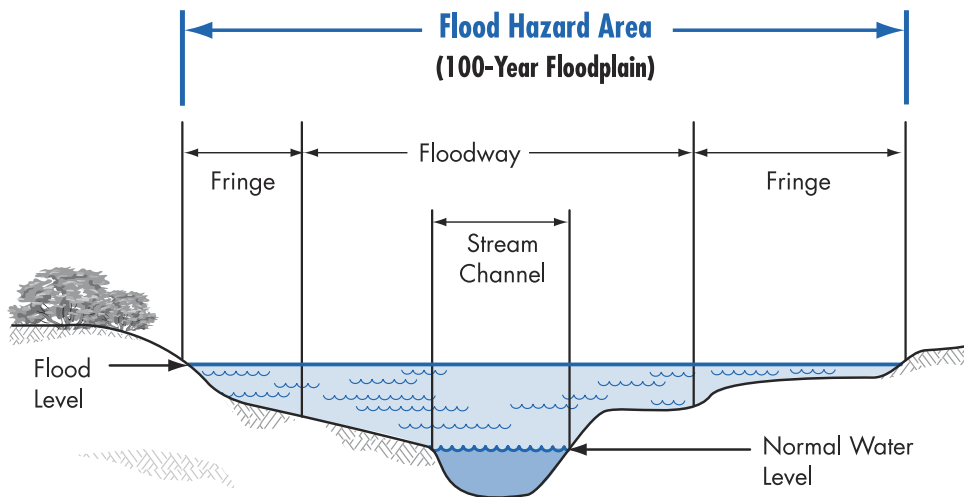 Flood Hazard Area
(100-Year Floodplain)
Floodway
Fringe
Fringe
Stream
Channel
Flood
Level
Normal Water
Level